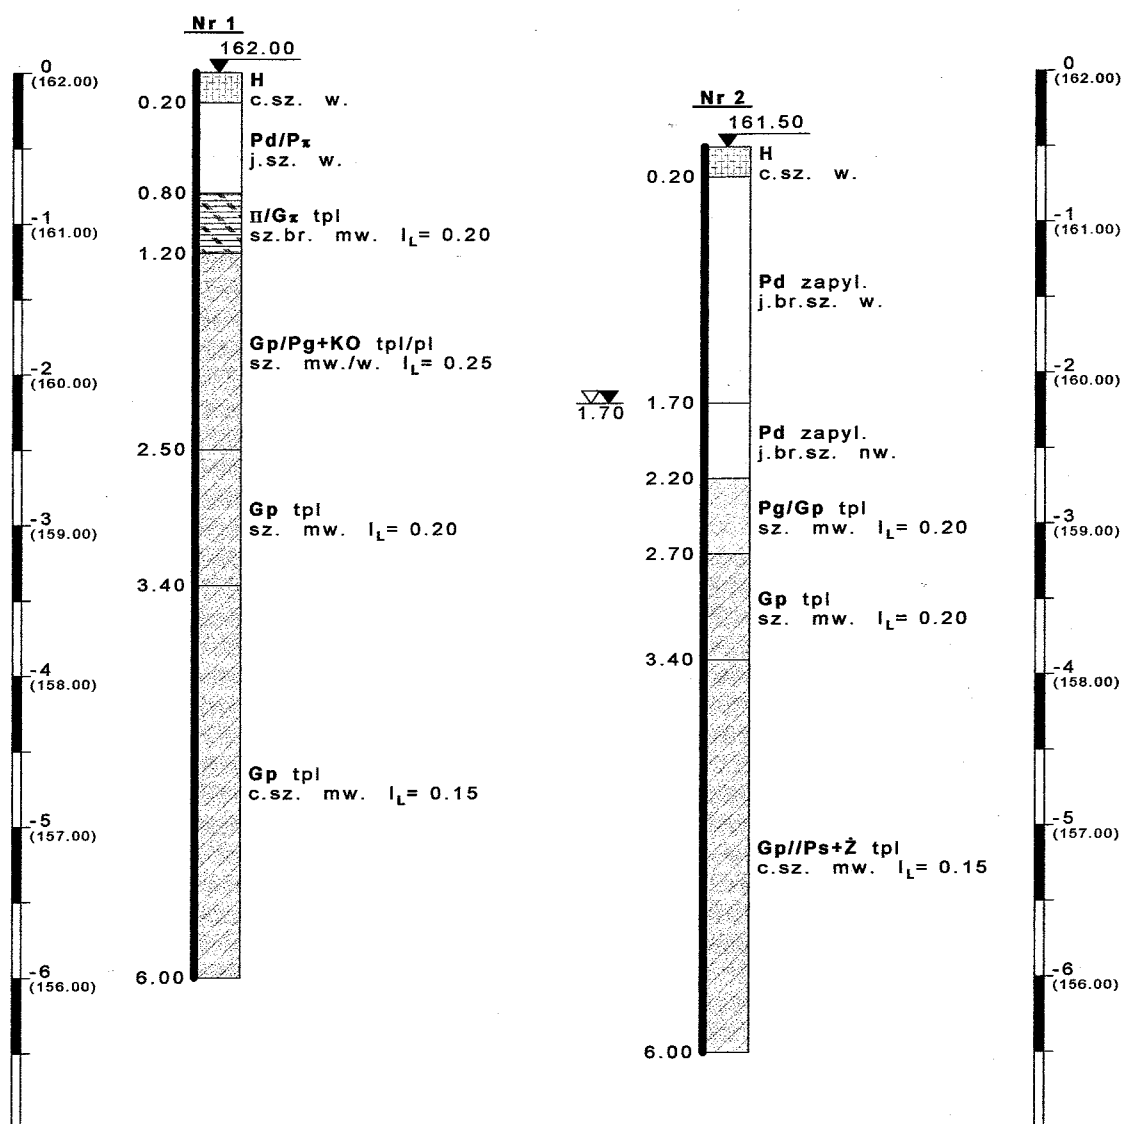 Nr 1
162.00
0
(162.00)
-1
(161.00)
-2
(160.00)
-3
(159.00)
-4
(158.00)
-5
(157.00)
-6
(156.00)
0.20
0.80
1.20
2.50
3.40
6.00
H
c.sz. w.
Pd/Pπ
j.sz. w.
Π/Gπ tpl
sz.br. mw. IL= 0.20
Gp/Pg+KO tpl/pl
sz. mw./w. IL= 0.25
Gp tpl
sz. mw. IL= 0.20
Gp tpl
c.sz. mw. IL= 0.15
Nr 2
161.50
0.20
1.70
1.70
2.20
2.70
3.40
6.00
H
c.sz. w.
Pd zapyl.
j.br.sz. w.
Pd zapyl.
j.br.sz. nw.
Pg/Gp tpl
sz. mw. IL= 0.20
Gp tpl
sz. mw. IL= 0.20
Gp//Ps+Ż tpl
c.sz. mw. IL= 0.15
0
(162.00)
-1
(161.00)
-2
(160.00)
-3
(159.00)
-4
(158.00)
-5
(157.00)
-6
(156.00)